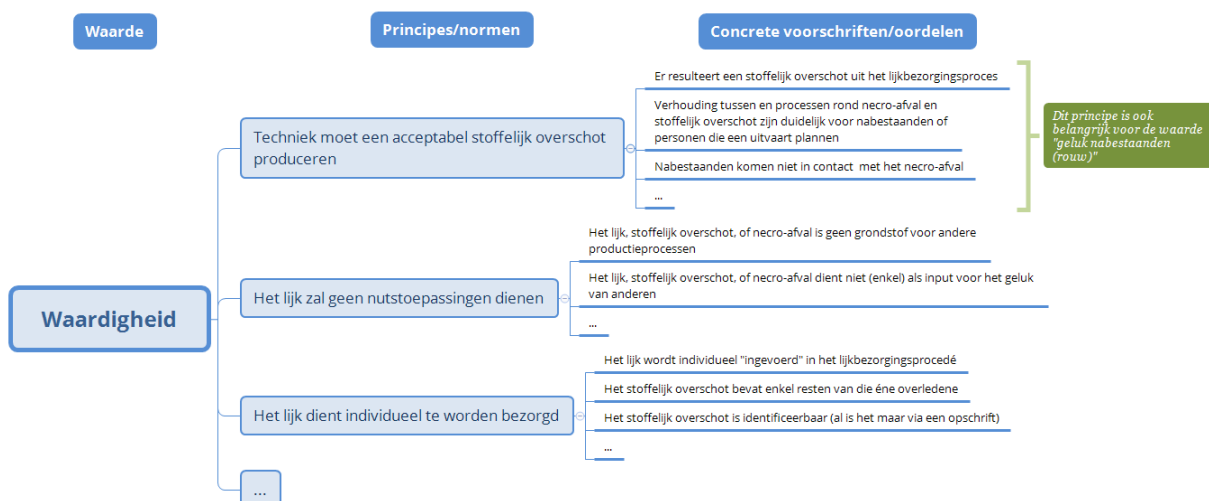 Waarde
Principes/normen
Concrete voorschriften/oordelen
Waardigheid
Techniek moet een acceptabel stoffelijk overschot
produceren
Er resulteert een stoffelijk overschot uit het lijkbezorgingsproces
Verhouding tussen en processen rond necro-afval en
stoffelijk overschot zijn duidelijk voor nabestaanden of
personen die een uitvaart plannen
Nabestaanden komen niet in contact met het necro-afval
...
Dit principe is ook
belangrijk voor de waarde
"geluk nabestaanden
(rouw)"
Het lijk zal geen nutstoepassingen dienen
Het lijk, stoffelijk overschot, of necro-afval is geen grondstof voor andere
productieprocessen
Het lijk, stoffelijk overschot, of necro-afval dient niet (enkel) als input voor het geluk
van anderen
...
Het lijk dient individueel te worden bezorgd
Het lijk wordt individueel "ingevoerd" in het lijkbezorgingsprocedé
Het stoffelijk overschot bevat enkel resten van die éne overledene
Het stoffelijk overschot is identificeerbaar (al is het maar via een opschrift)
...
...